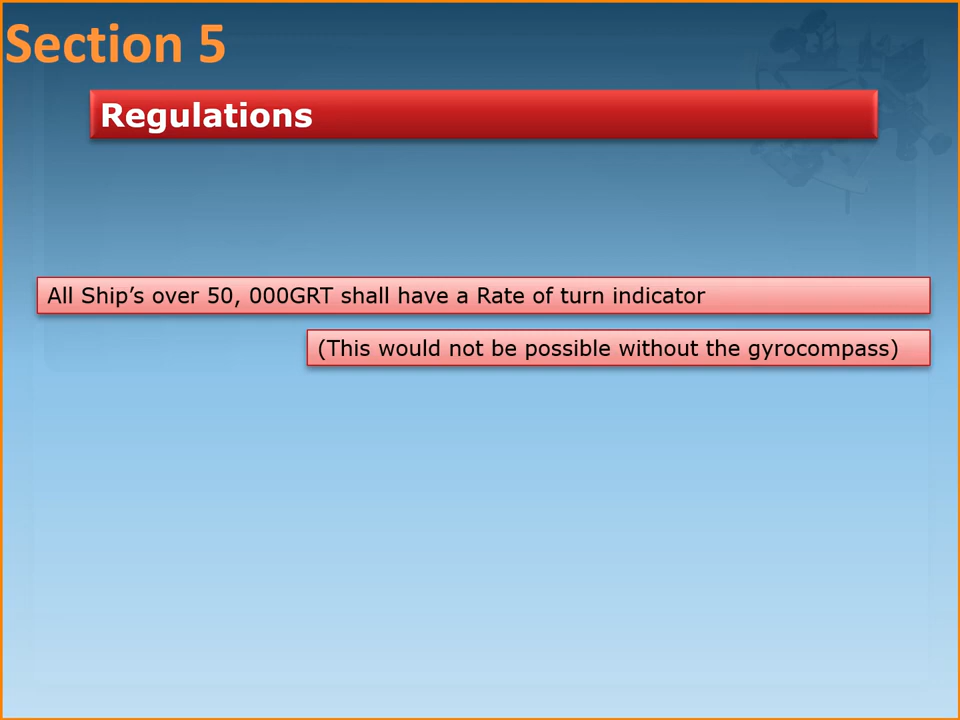 Section 5
Regulations
All Ship’s over 50, 000GRT shall have a Rate of turn indicator
(This would not be possible without the gyrocompass)